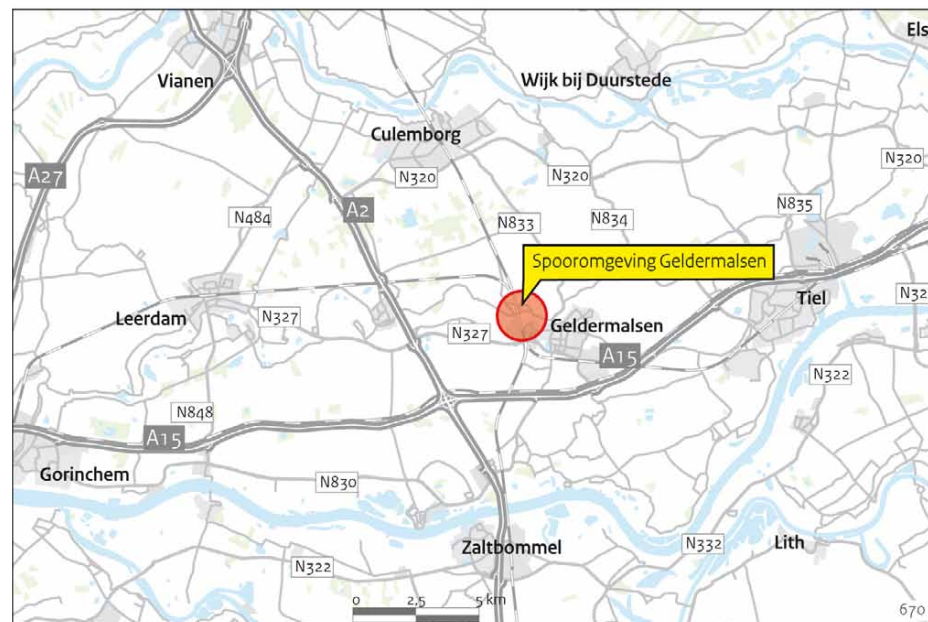 Els
Vianen
Wijk bij Duurstede
Culemborg
A27
N320
N320
N320
A2
N484
N833
N834
N835
Spooromgeving Geldermalsen
Tiel
N32
Leerdam
N327
N327
Geldermalsen
A15
N322
N848
A15
Gorinchem
N830
Zaltbommel
N332
Lith
N322
0 2,5 5 km
670